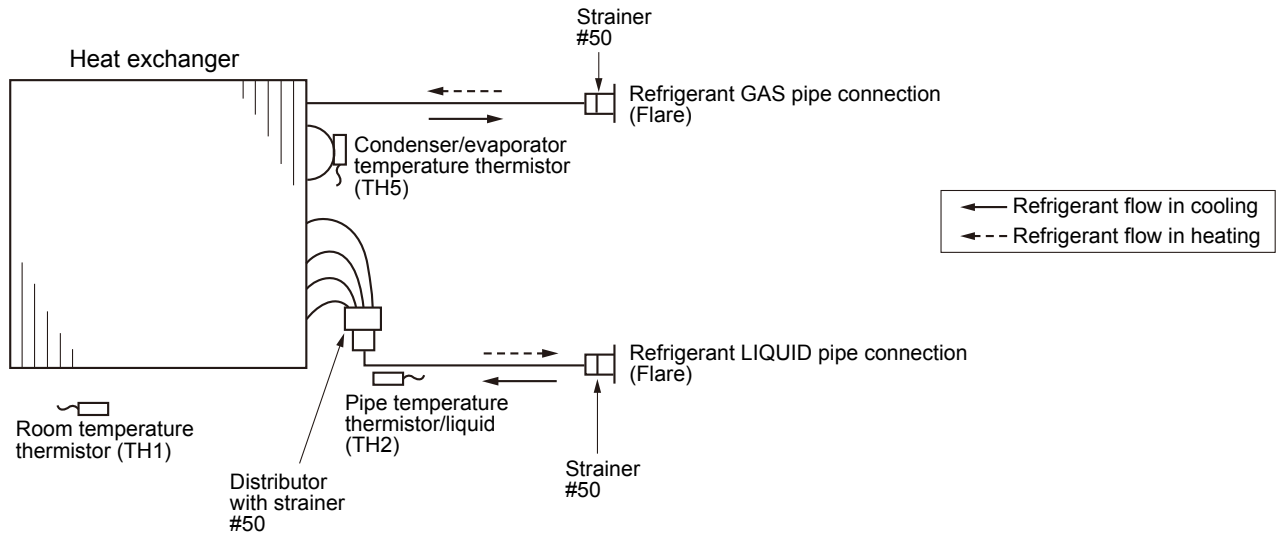 Strainer
#50
Heat exchanger
Refrigerant GAS pipe connection
(Flare)
Condenser/evaporator
temperature thermistor
(TH5)
Refrigerant flow in cooling
Refrigerant flow in heating
Refrigerant LIQUID pipe connection
(Flare)
Pipe temperature
thermistor/liquid
(TH2)
Room temperature
thermistor (TH1)
Distributor
with strainer
#50
Strainer
#50